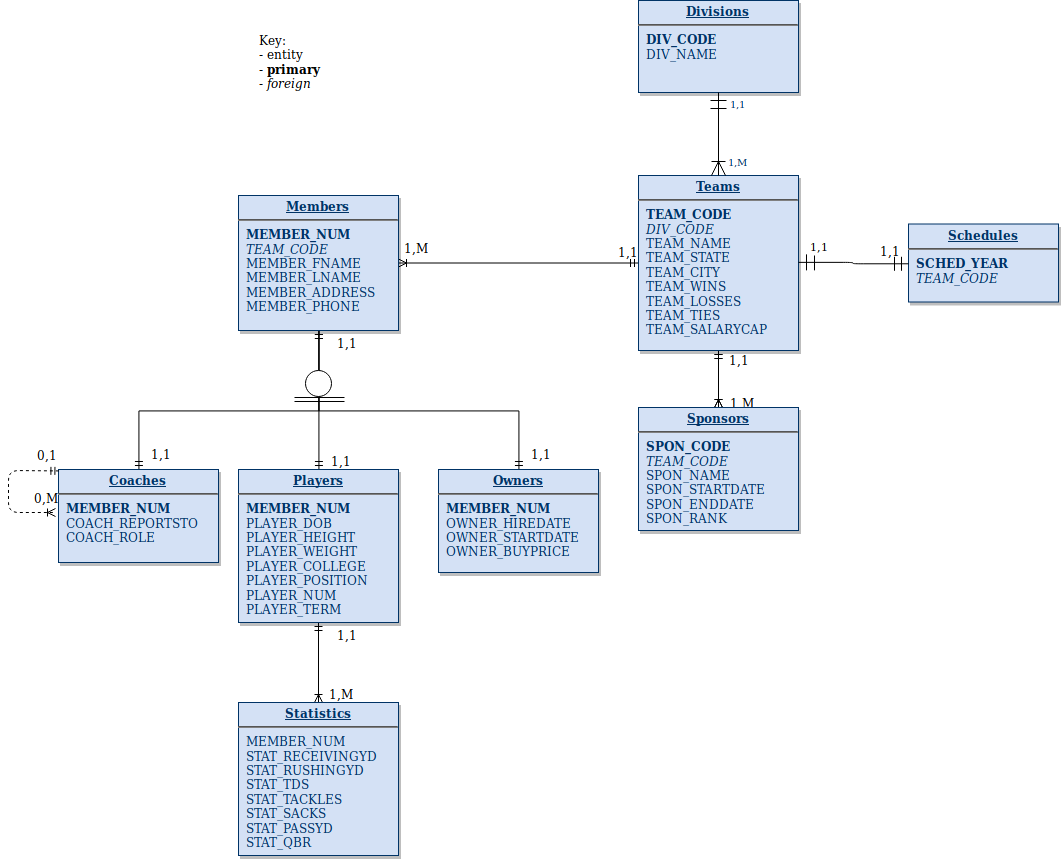 Divisions
DIV_CODE
DIV_NAME
Key:
- entity
- primary
- foreign
1,1
1,M
Teams
TEAM_CODE
DIV_CODE
TEAM_NAME
TEAM_STATE
TEAM_CITY
TEAM_WINS
TEAM_LOSSES
TEAM_TIES
TEAM_SALARYCAP
Members
MEMBER_NUM
TEAM_CODE
MEMBER_FNAME
MEMBER_LNAME
MEMBER_ADDRESS
MEMBER_PHONE
1,M
1,1
1,1
1,1
Schedules
SCHED_YEAR
TEAM_CODE
1,1
1,1
1,M
Sponsors
SPON_CODE
TEAM_CODE
SPON_NAME
SPON_STARTDATE
SPON_ENDDATE
SPON_RANK
0,1
0,M
1,1
1,1
1,1
Coaches
MEMBER_NUM
COACH_REPORTSTO
COACH_ROLE
Players
MEMBER_NUM
PLAYER_DOB
PLAYER_HEIGHT
PLAYER_WEIGHT
PLAYER_COLLEGE
PLAYER_POSITION
PLAYER_NUM
PLAYER_TERM
Owners
MEMBER_NUM
OWNER_HIREDATE
OWNER_STARTDATE
OWNER_BUYPRICE
1,1
1,M
Statistics
MEMBER_NUM
STAT_RECEIVINGYD
STAT_RUSHINGYD
STAT_TDS
STAT_TACKLES
STAT_SACKS
STAT_PASSYD
STAT_QBR